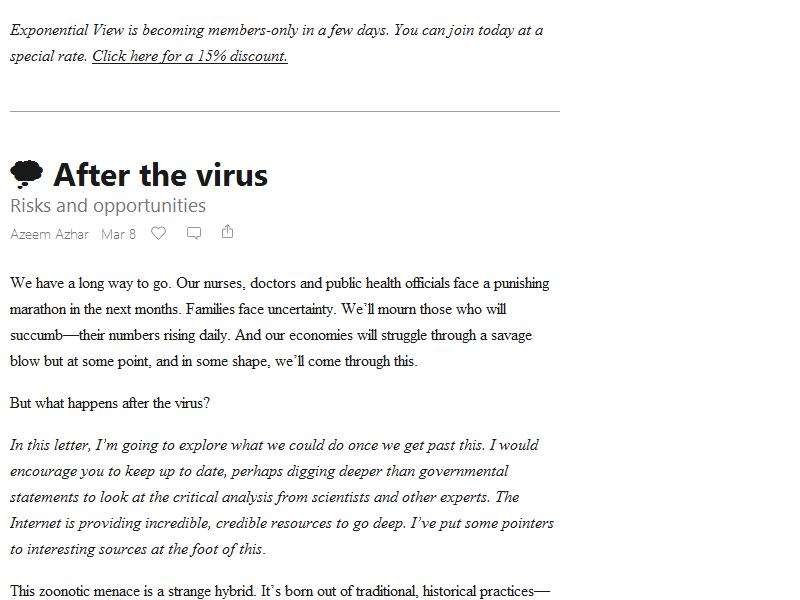 Exponential View is becoming members-only in a few days. You can join today at a
special rate. Click here for a 15% discount.
After the virus
Risks and opportunities
Azeem Azhar Mar 8
We have a long way to go. Our nurses, doctors and public health officials face a punishing
marathon in the next months. Families face uncertainty. We’ll mourn those who will
succumb—their numbers rising daily. And our economies will struggle through a savage
blow but at some point, and in some shape, we’ll come through this.
But what happens after the virus?
In this letter, I’m going to explore what we could do once we get past this. I would
encourage you to keep up to date, perhaps digging deeper than governmental
statements to look at the critical analysis from scientists and other experts. The
Internet is providing incredible, credible resources to go deep. I’ve put some pointers
to interesting sources at the foot of this.
This zoonotic menace is a strange hybrid. It’s born out of traditional, historical practices—